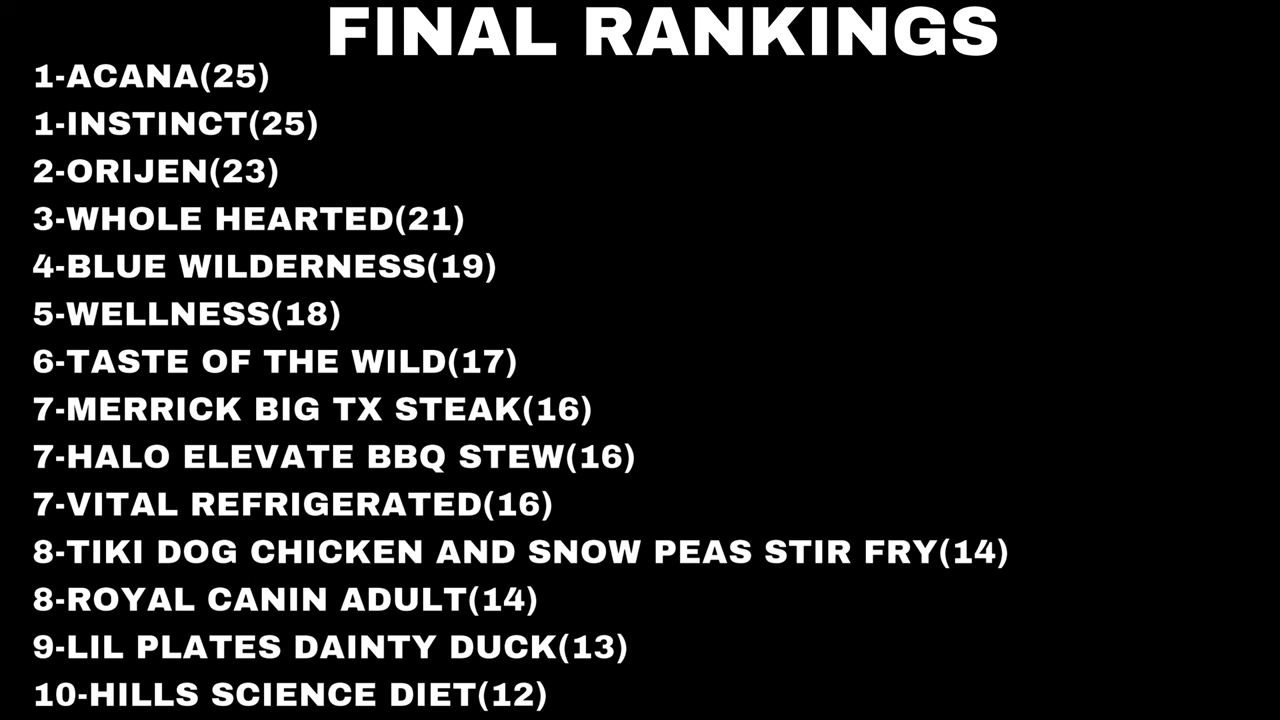 FINAL RANKINGS
1-ACANA(25)
1-INSTINCT(25)
2-ORIJEN(23)
3-WHOLE HEARTED(21)
4-BLUE WILDERNESS(19)
5-WELLNESS(18)
6-TASTE OF THE WILD(17)
7-MERRICK BIG TX STEAK(16)
7-HALO ELEVATE BBQ STEW(16)
7-VITAL REFRIGERATED(16)
8-TIKI DOG CHICKEN AND SNOW PEAS STIR FRY(14)
8-ROYAL CANIN ADULT(14)
9-LIL PLATES DAINTY DUCK(13)
10-HILLS SCIENCE DIET(12)